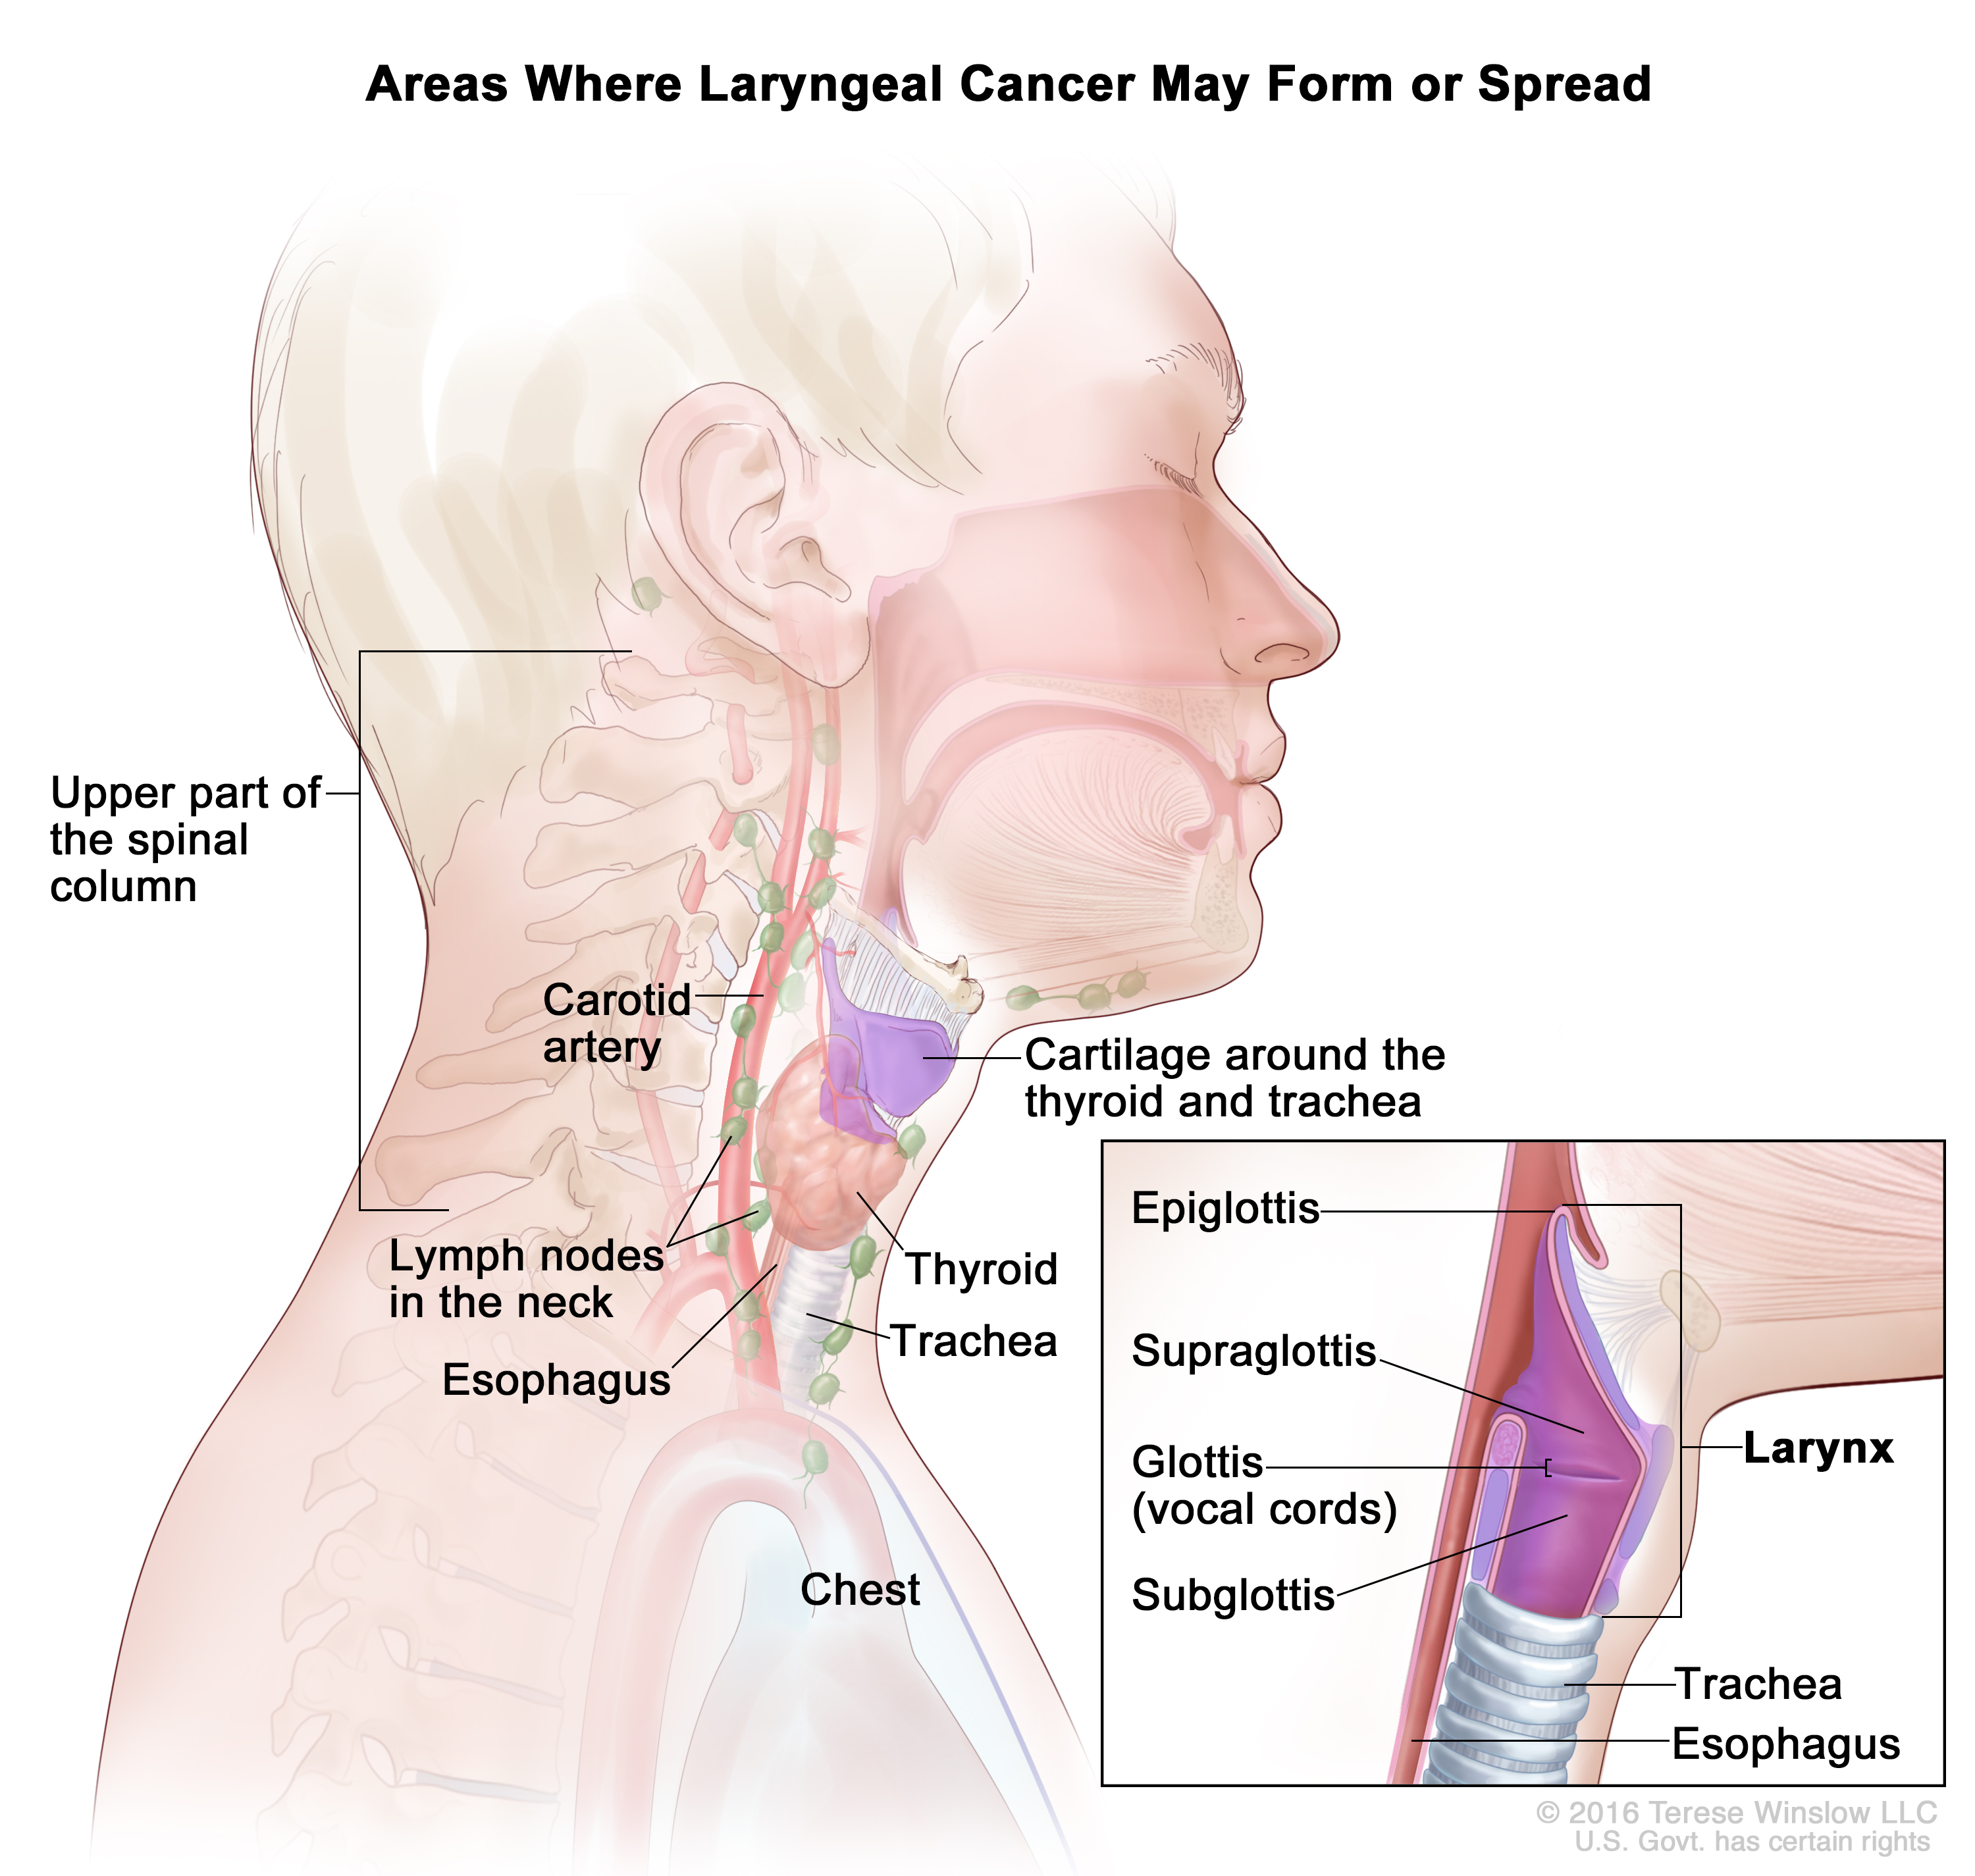 Areas Where Laryngeal Cancer May Form or Spread
Upper part of
the spinal
column
Carotid
artery
Cartilage around the
thyroid and trachea
Lymph nodes
in the neck
Thyroid
Trachea
Esophagus
Chest
Epiglottis
Supraglottis
Glottis
(vocal cords)
Subglottis
Larynx
Trachea
Esophagus
© 2016 Terese Winslow LLC
U.S. Govt. has certain rights